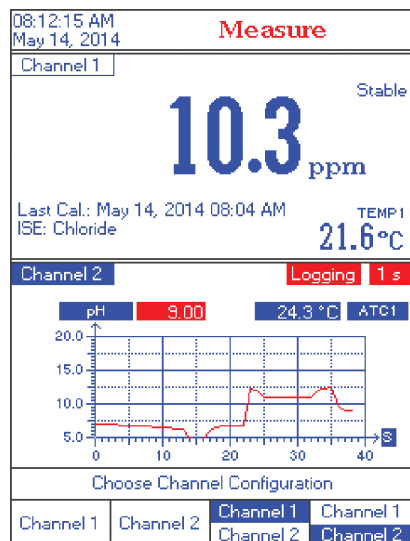 08:12:15 AM
May 14, 2014
Measure
Channel 1
Stable
10.3 ppm
Last Cal.: May 14, 2014 08:04 AM
ISE: Chloride
TEMP1
21.6°C
Channel 2
Logging 1 s
pH 9.00 24.3 °C ATC1
20.0
15.0
10.0
5.0
0 10 20 30 40
S
Choose Channel Configuration
Channel 1 Channel 2 Channel 1 Channel 1
Channel 2 Channel 2